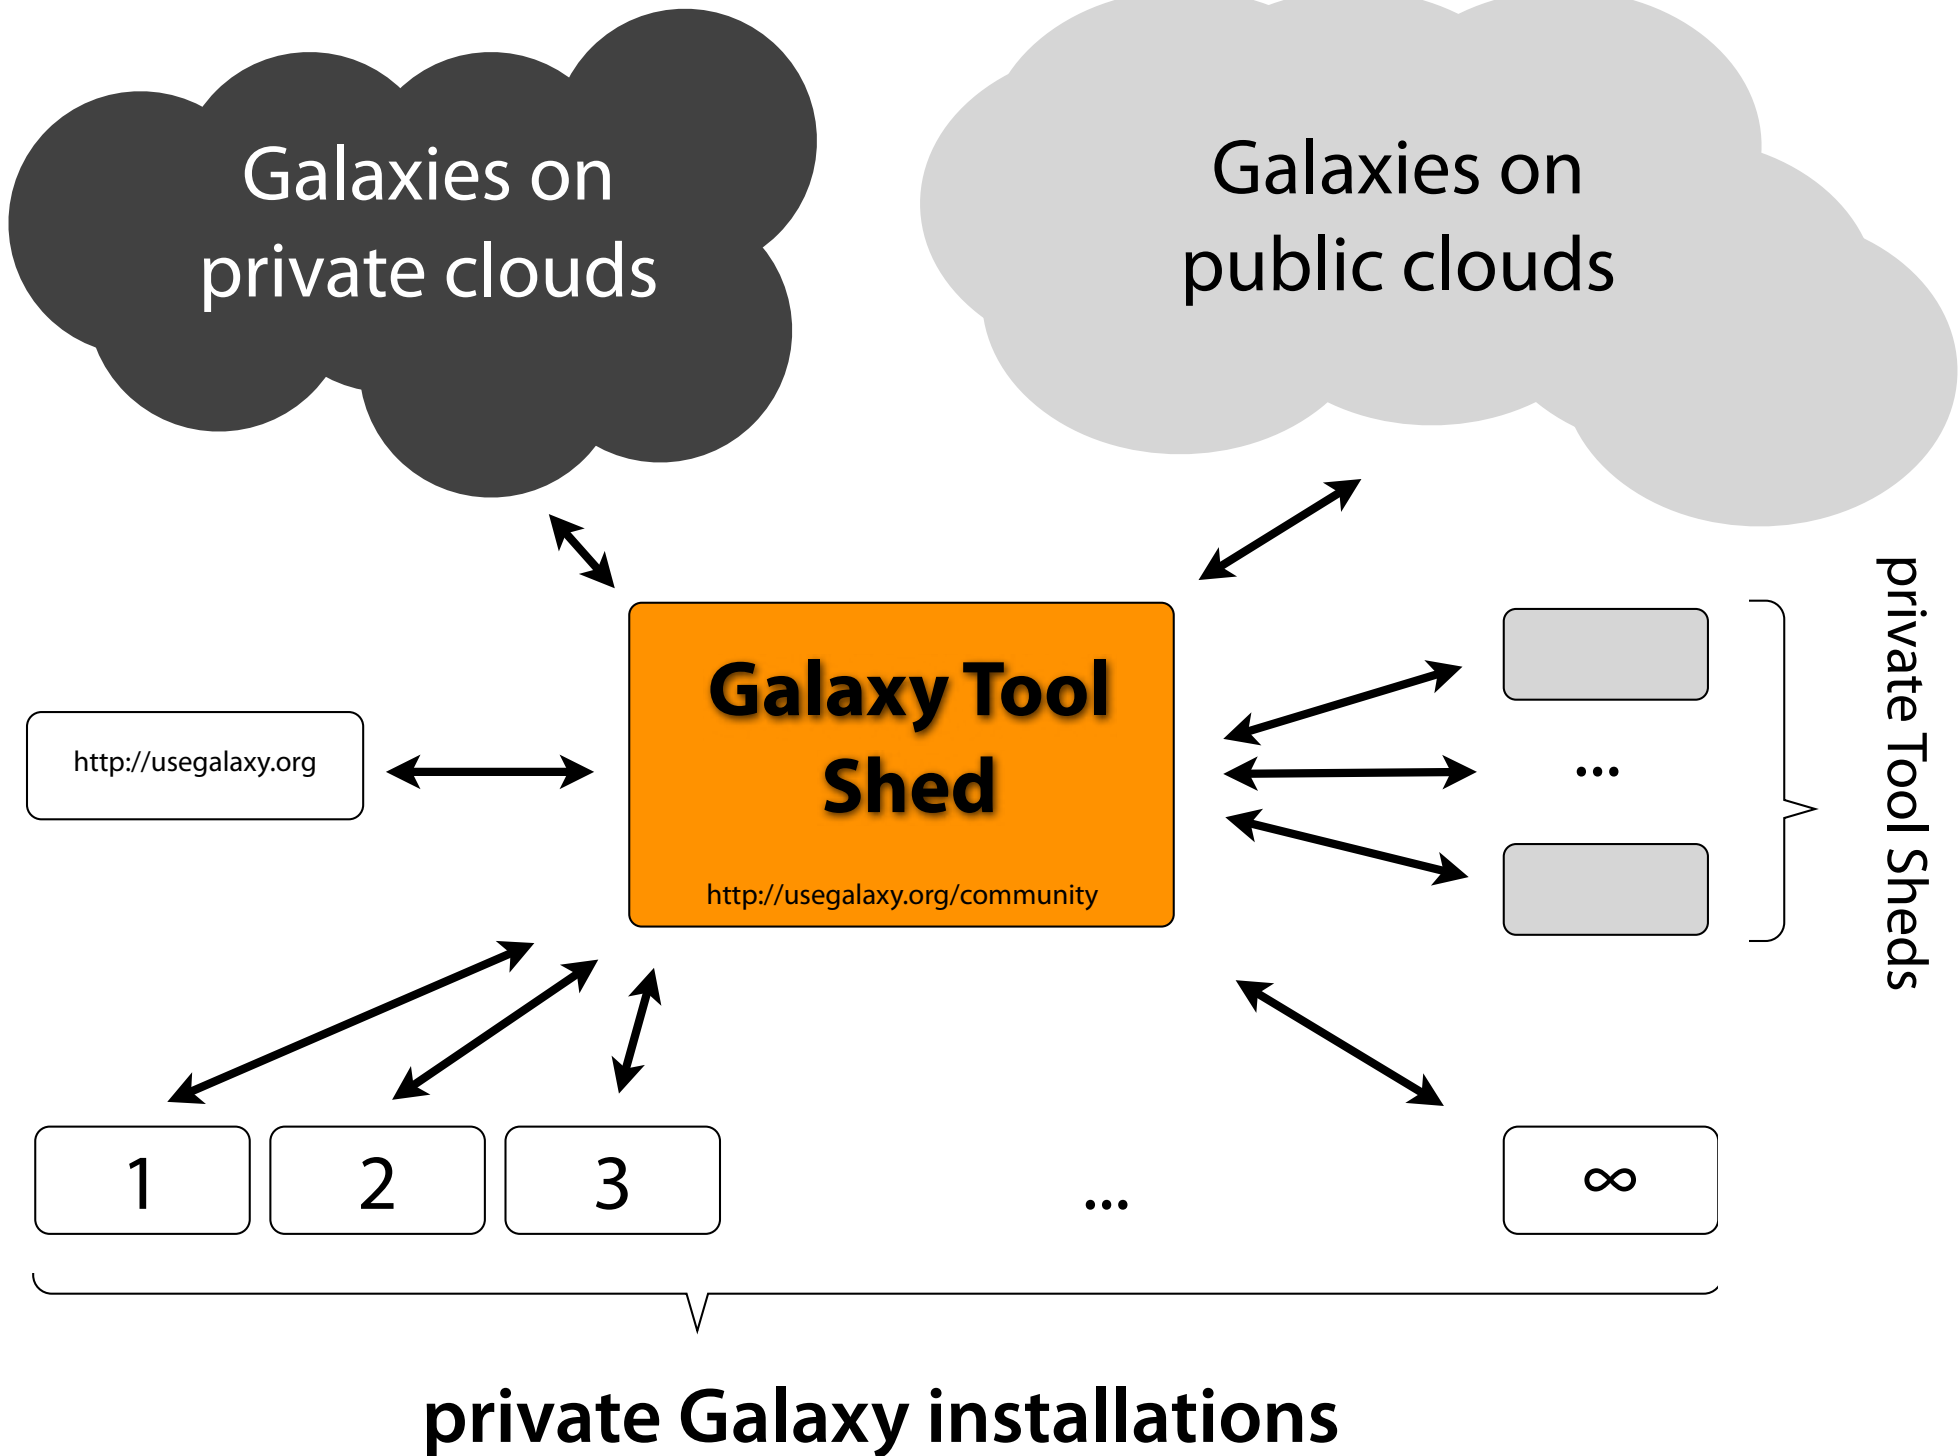 Galaxies on
private clouds
Galaxies on
public clouds
http://usegalaxy.org
Galaxy Tool
Shed
http://usegalaxy.org/community
...
private Tool Sheds
1
2
3
...
∞
private Galaxy installations